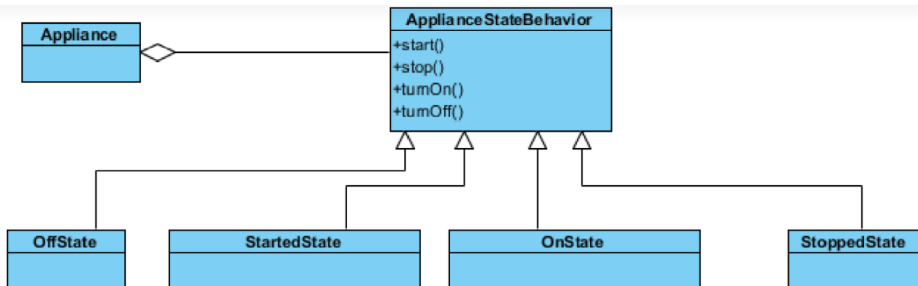 Appliance
ApplianceStateBehavior
+start()
+stop()
+turnOn()
+turnOff()
OffState
StartedState
OnState
StoppedState